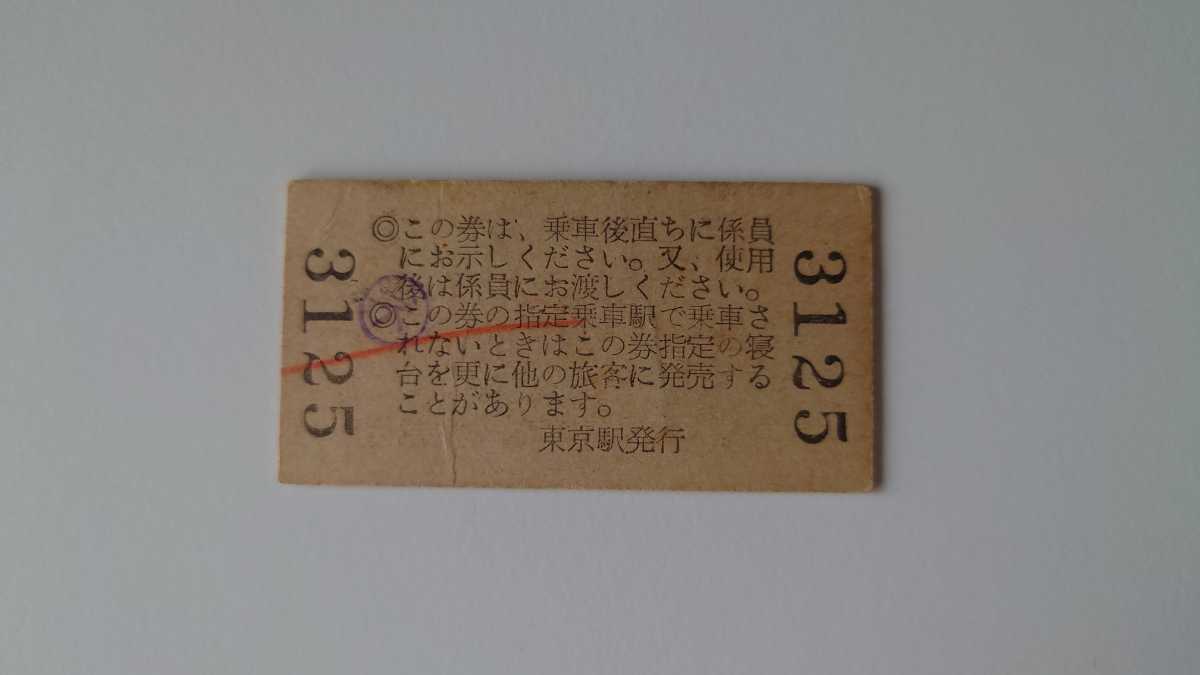 ◎この券は、乗車後直ちに係員
にお示しください。又、使用
後は係員にお渡しください。
◎この券の指定乗車駅で乗車さ
れないときはこの券指定の寝
台を更に他の旅客に発売する
ことがあります。
東京駅発行
3125
3125